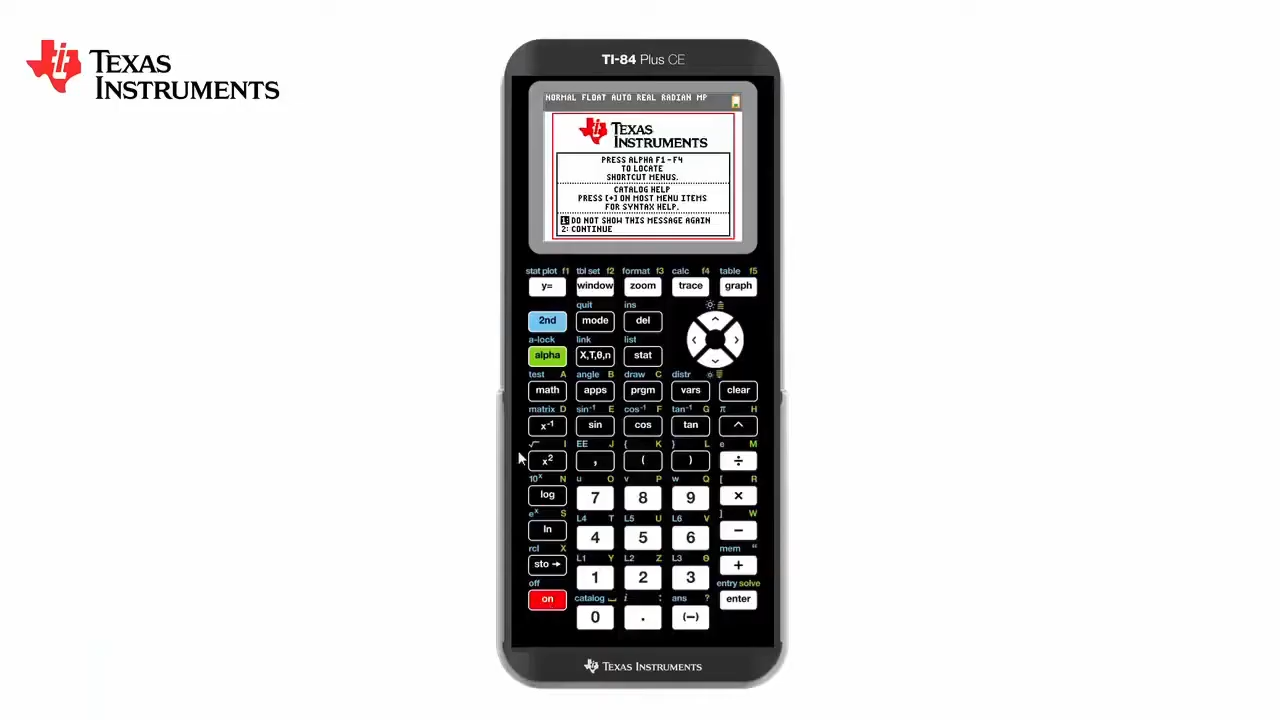 TEXAS
INSTRUMENTS
TI-84 Plus CE
NORMAL FLOAT AUTO REAL RADIAN MP
TEXAS
INSTRUMENTS
PRESS ALPHA F1-F4
TO LOCATE
SHORTCUT MENUS.
CATALOG HELP
PRESS [+] ON MOST MENU ITEMS
FOR SYNTAX HELP.
1: DO NOT SHOW THIS MESSAGE AGAIN
2: CONTINUE
stat plot f1 tbl set f2 format f3 calc f4 table f5
y= window zoom trace graph
quit ins
2nd mode del
a-lock link list
alpha X,T,θ,n stat
test A angle B draw C distr
math apps prgm vars clear
matrix D sin⁻¹ E cos⁻¹ F tan⁻¹ G π H
x⁻¹ sin cos tan ^
√ I EE J { K } L e M
x² , ( ) ÷
10ˣ N u O v P w Q [ R
log 7 8 9 ×
eˣ S L4 T L5 U L6 V ] W
ln 4 5 6 −
rcl X L1 Y L2 Z L3 θ mem "
sto→ 1 2 3 +
off catalog ⎵ i : ans ? entry solve
on 0 . (−) enter
TEXAS INSTRUMENTS